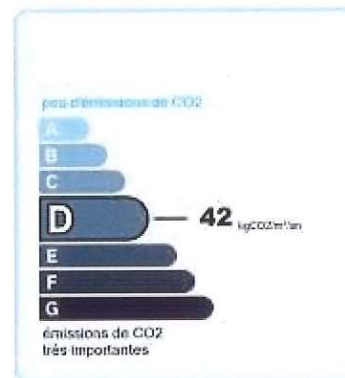 peu d'émissions de CO2
A
B
C
D 42 kgCO2/m²/an
E
F
G
émissions de CO2
très importantes